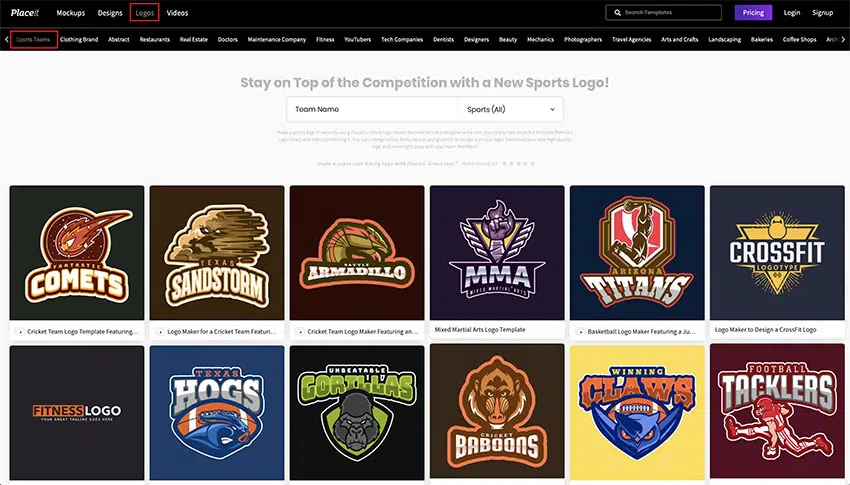 Placeit
Mockups
Designs
Logos
Videos
Search Templates
Pricing
Login
Signup
Sports Teams
Clothing Brand
Abstract
Restaurants
Real Estate
Doctors
Maintenance Company
Fitness
YouTubers
Tech Companies
Dentists
Designers
Beauty
Mechanics
Photographers
Travel Agencies
Arts and Crafts
Landscaping
Bakeries
Coffee Shops
Stay on Top of the Competition with a New Sports Logo!
Team Name
Sports (All)
FANTASTIC
COMETS
TEXAS
SANDSTORM
BATTLE
ARMADILLO
MMA
MIXED MARTIAL ARTS
ARIZONA
TITANS
CROSSFIT
LOGOTYPE
Cricket Team Logo Template Featuring...
Logo Maker for a Cricket Team Featuri...
Cricket Team Logo Maker Featuring an...
Mixed Martial Arts Logo Template
Basketball Logo Maker Featuring a Ju...
Logo Maker to Design a CrossFit Logo
FITNESSLOGO
YOUR GREAT TAGLINE GOES HERE
TEXAS
HOGS
UNBEATABLE
GORILLAS
CRICKET
BABOONS
WINNING
CLAWS
FOOTBALL
TACKLERS